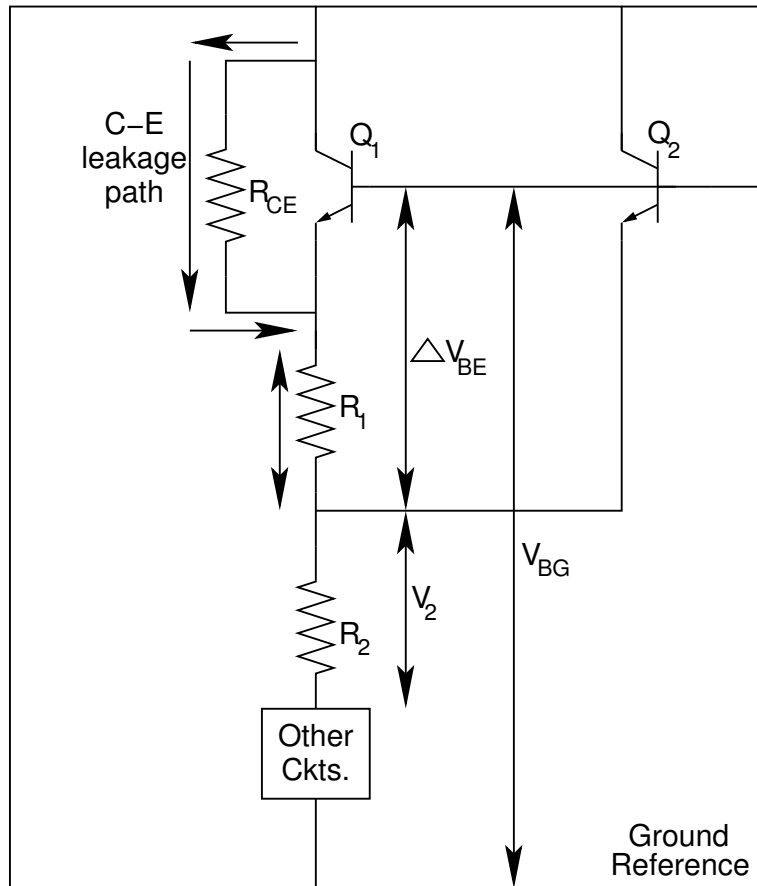 C–E
leakage
path
R_CE
Q_1
Q_2
△V_BE
R_1
V_BG
V_2
R_2
Other
Ckts.
Ground
Reference